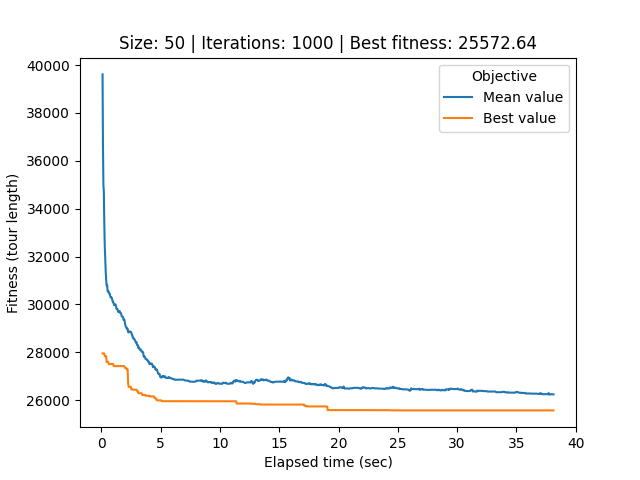 Size: 50 | Iterations: 1000 | Best fitness: 25572.64
Objective
Mean value
Best value
Fitness (tour length)
40000
38000
36000
34000
32000
30000
28000
26000
0 5 10 15 20 25 30 35 40
Elapsed time (sec)